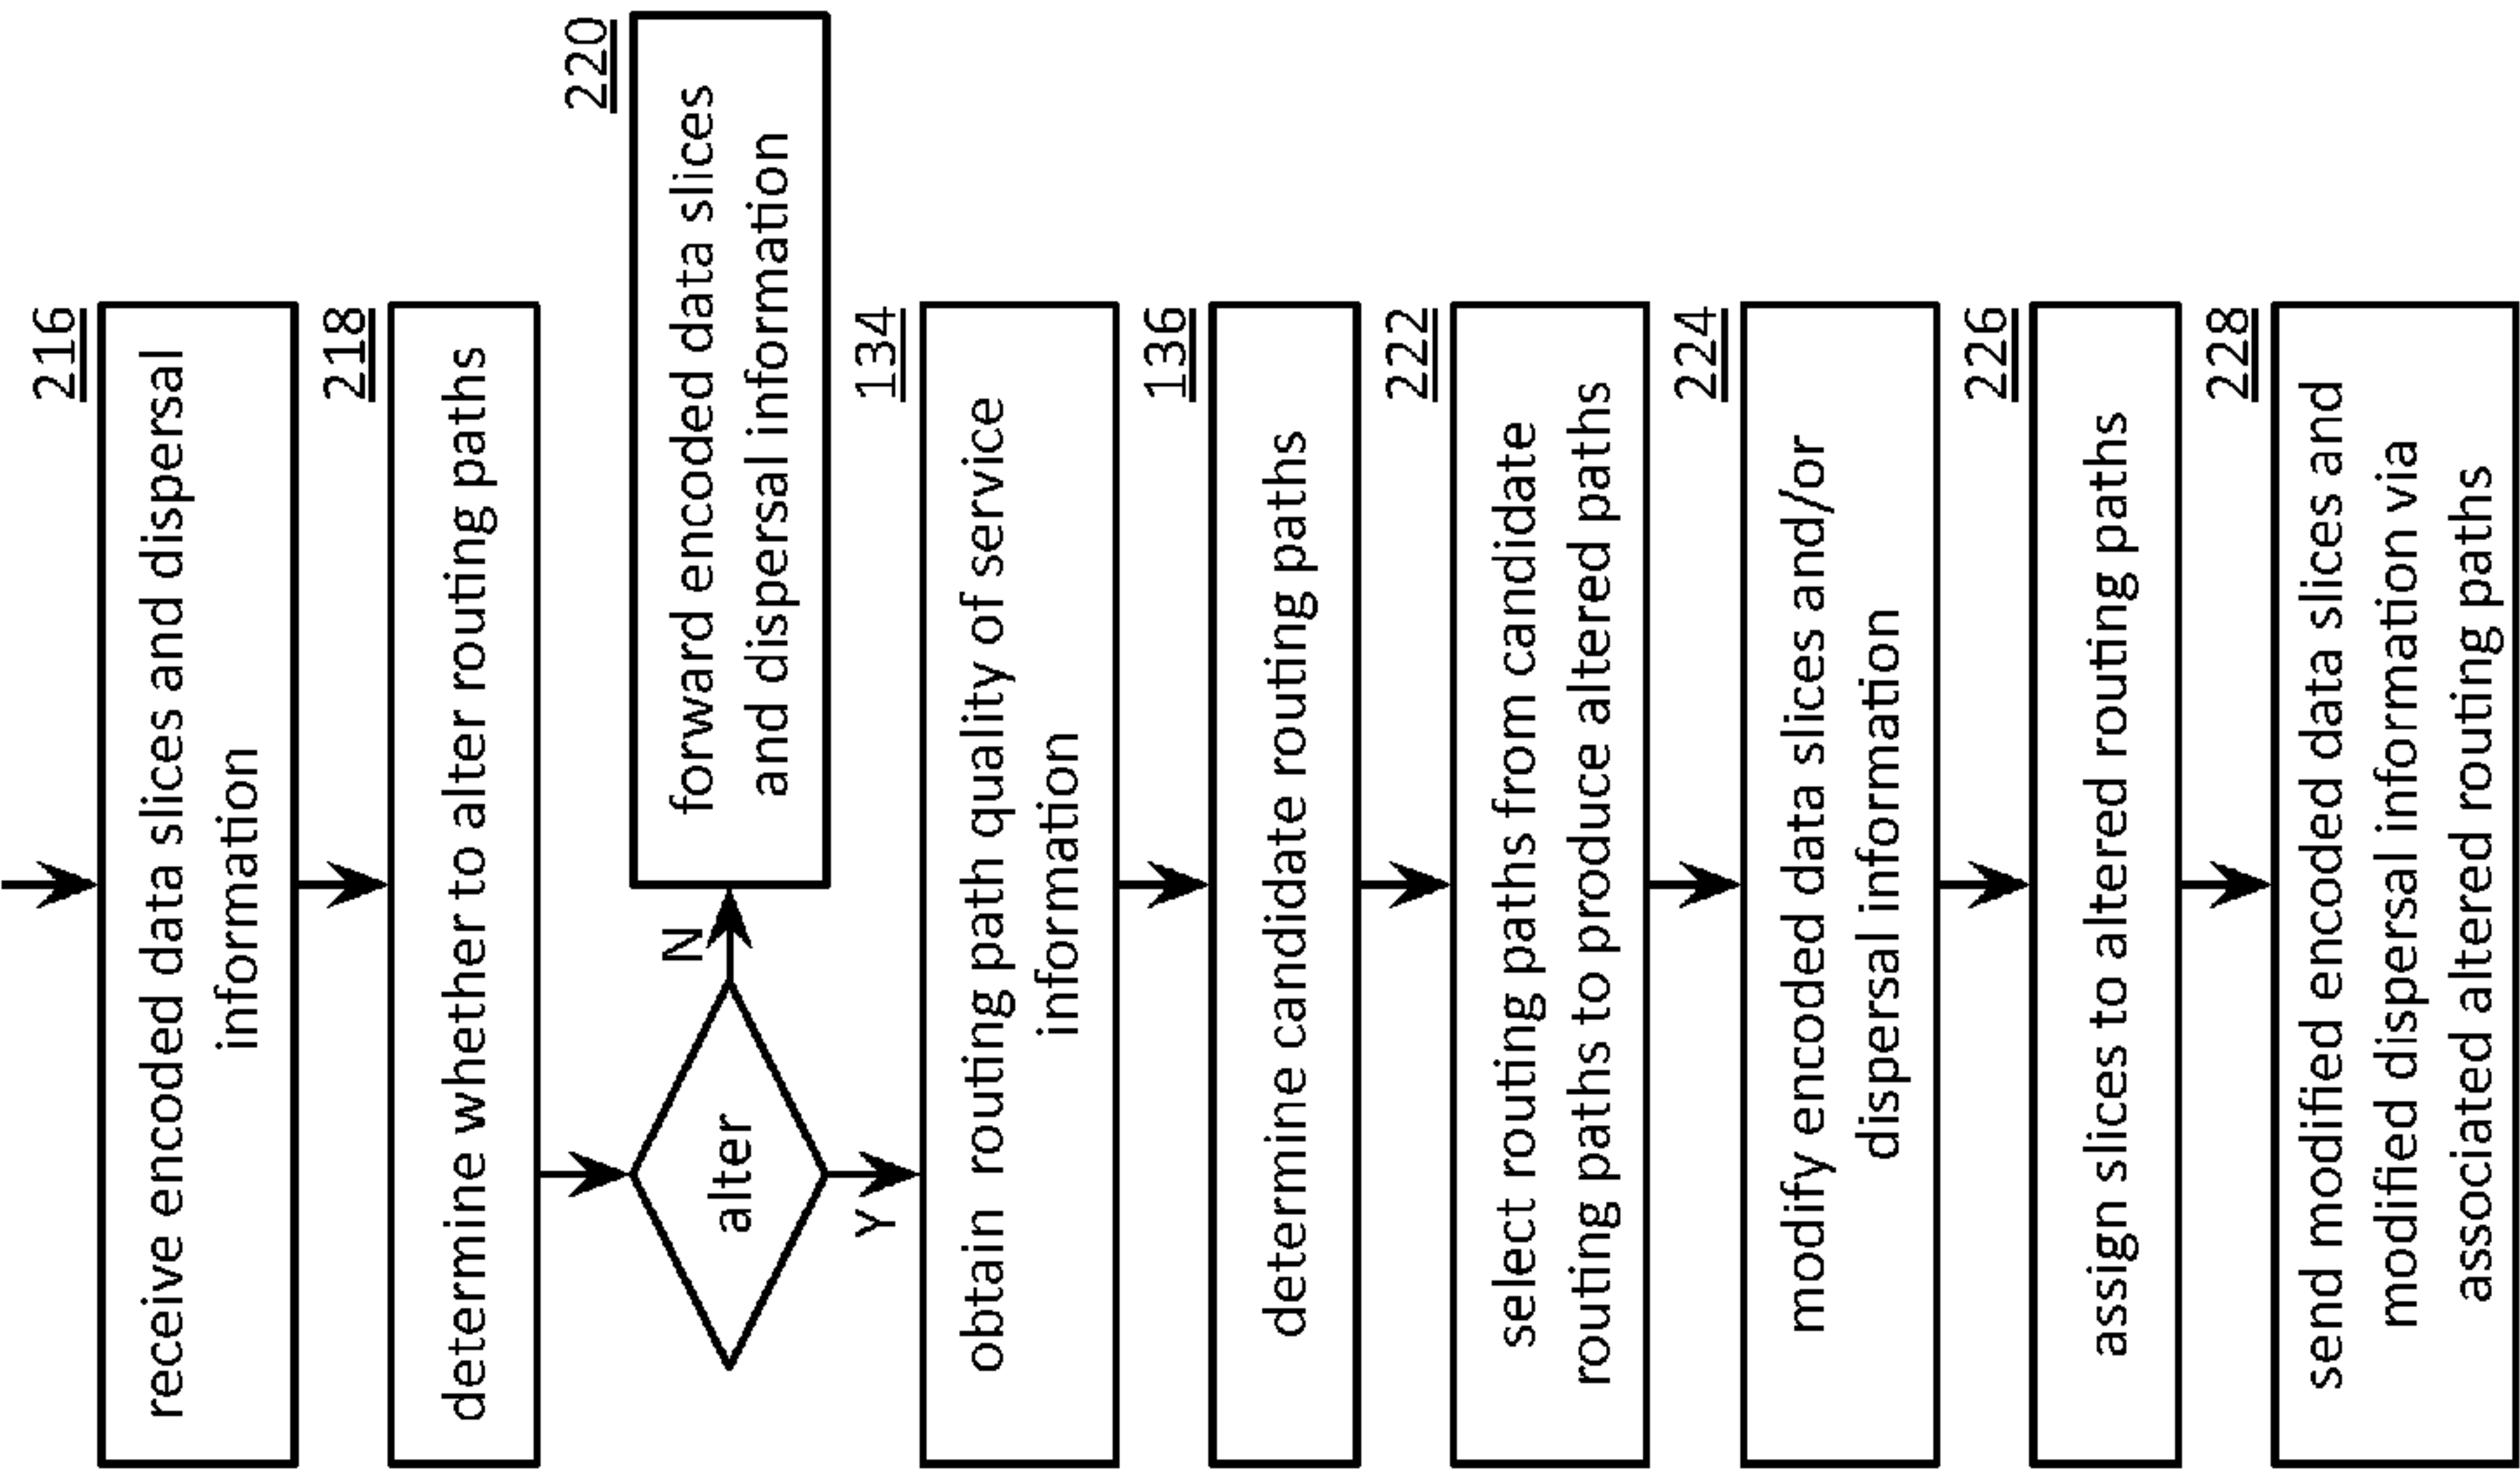 216
receive encoded data slices and dispersal
information
218
determine whether to alter routing paths
alter
N
220
forward encoded data slices
and dispersal information
Y
134
obtain routing path quality of service
information
136
determine candidate routing paths
222
select routing paths from candidate
routing paths to produce altered paths
224
modify encoded data slices and/or
dispersal information
226
assign slices to altered routing paths
228
send modified encoded data slices and
modified dispersal information via
associated altered routing paths